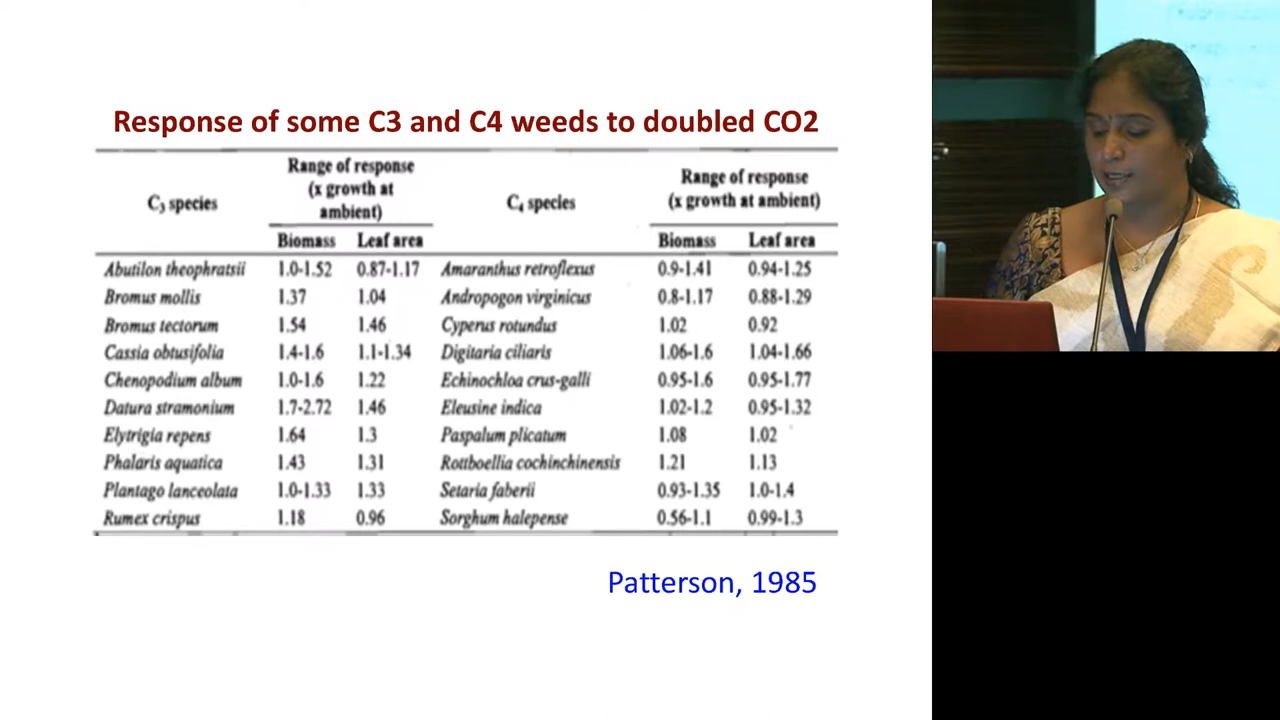 Response of some C3 and C4 weeds to doubled CO2
C₃ species Range of response (x growth at ambient) C₄ species Range of response (x growth at ambient)
Biomass Leaf area Biomass Leaf area
Abutilon theophratsii 1.0-1.52 0.87-1.17 Amaranthus retroflexus 0.9-1.41 0.94-1.25
Bromus mollis 1.37 1.04 Andropogon virginicus 0.8-1.17 0.88-1.29
Bromus tectorum 1.54 1.46 Cyperus rotundus 1.02 0.92
Cassia obtusifolia 1.4-1.6 1.1-1.34 Digitaria ciliaris 1.06-1.6 1.04-1.66
Chenopodium album 1.0-1.6 1.22 Echinochloa crus-galli 0.95-1.6 0.95-1.77
Datura stramonium 1.7-2.72 1.46 Eleusine indica 1.02-1.2 0.95-1.32
Elytrigia repens 1.64 1.3 Paspalum plicatum 1.08 1.02
Phalaris aquatica 1.43 1.31 Rottboellia cochinchinensis 1.21 1.13
Plantago lanceolata 1.0-1.33 1.33 Setaria faberii 0.93-1.35 1.0-1.4
Rumex crispus 1.18 0.96 Sorghum halepense 0.56-1.1 0.99-1.3
Patterson, 1985